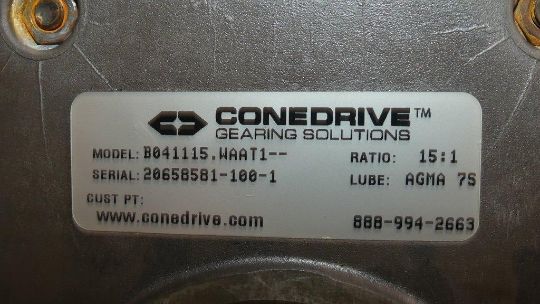 CONEDRIVE™
GEARING SOLUTIONS
MODEL: B041115.WAAT1-- RATIO: 15:1
SERIAL: 20658581-100-1 LUBE: AGMA 7S
CUST PT:
www.conedrive.com 888-994-2663